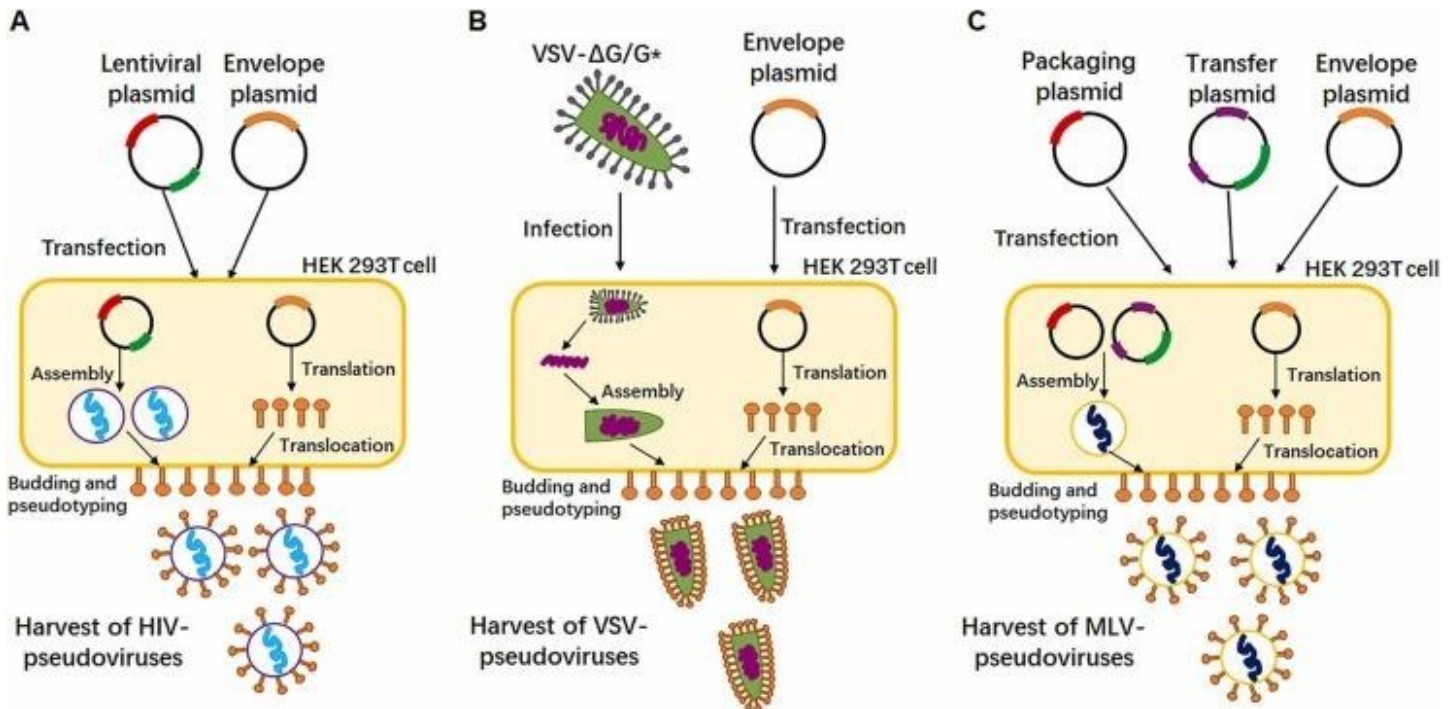 A
Lentiviral
plasmid
Envelope
plasmid
Transfection
HEK 293T cell
Assembly
Translation
Translocation
Budding and
pseudotyping
Harvest of HIV-
pseudoviruses
B
VSV-ΔG/G*
Envelope
plasmid
Infection
Transfection
HEK 293T cell
Assembly
Translation
Translocation
Budding and
pseudotyping
Harvest of VSV-
pseudoviruses
C
Packaging
plasmid
Transfer
plasmid
Envelope
plasmid
Transfection
HEK 293T cell
Assembly
Translation
Translocation
Budding and
pseudotyping
Harvest of MLV-
pseudoviruses